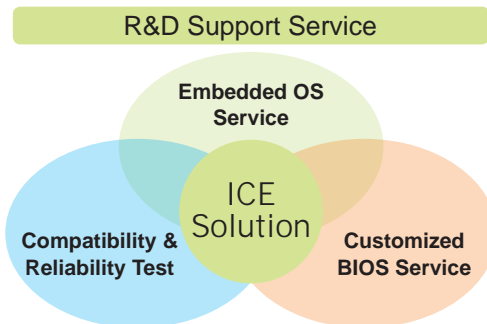 R&D Support Service
Embedded OS
Service
ICE
Solution
Compatibility &
Reliability Test
Customized
BIOS Service